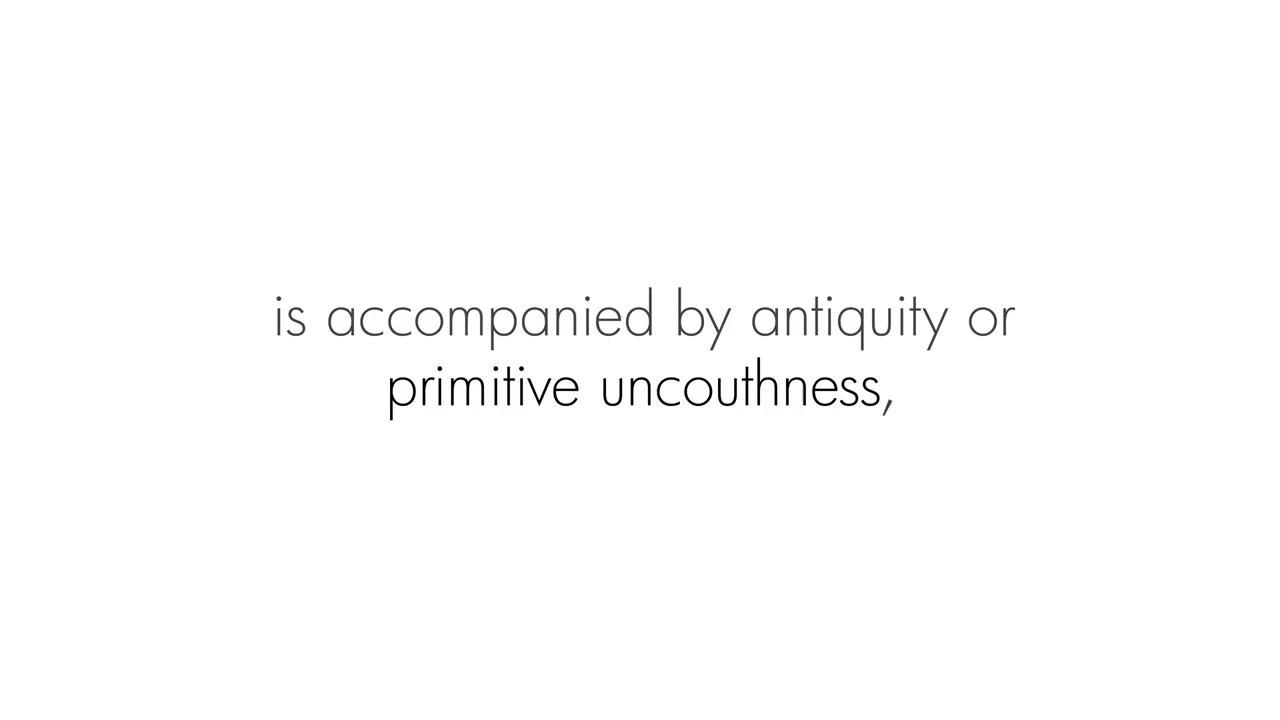 is accompanied by antiquity or
primitive uncouthness,